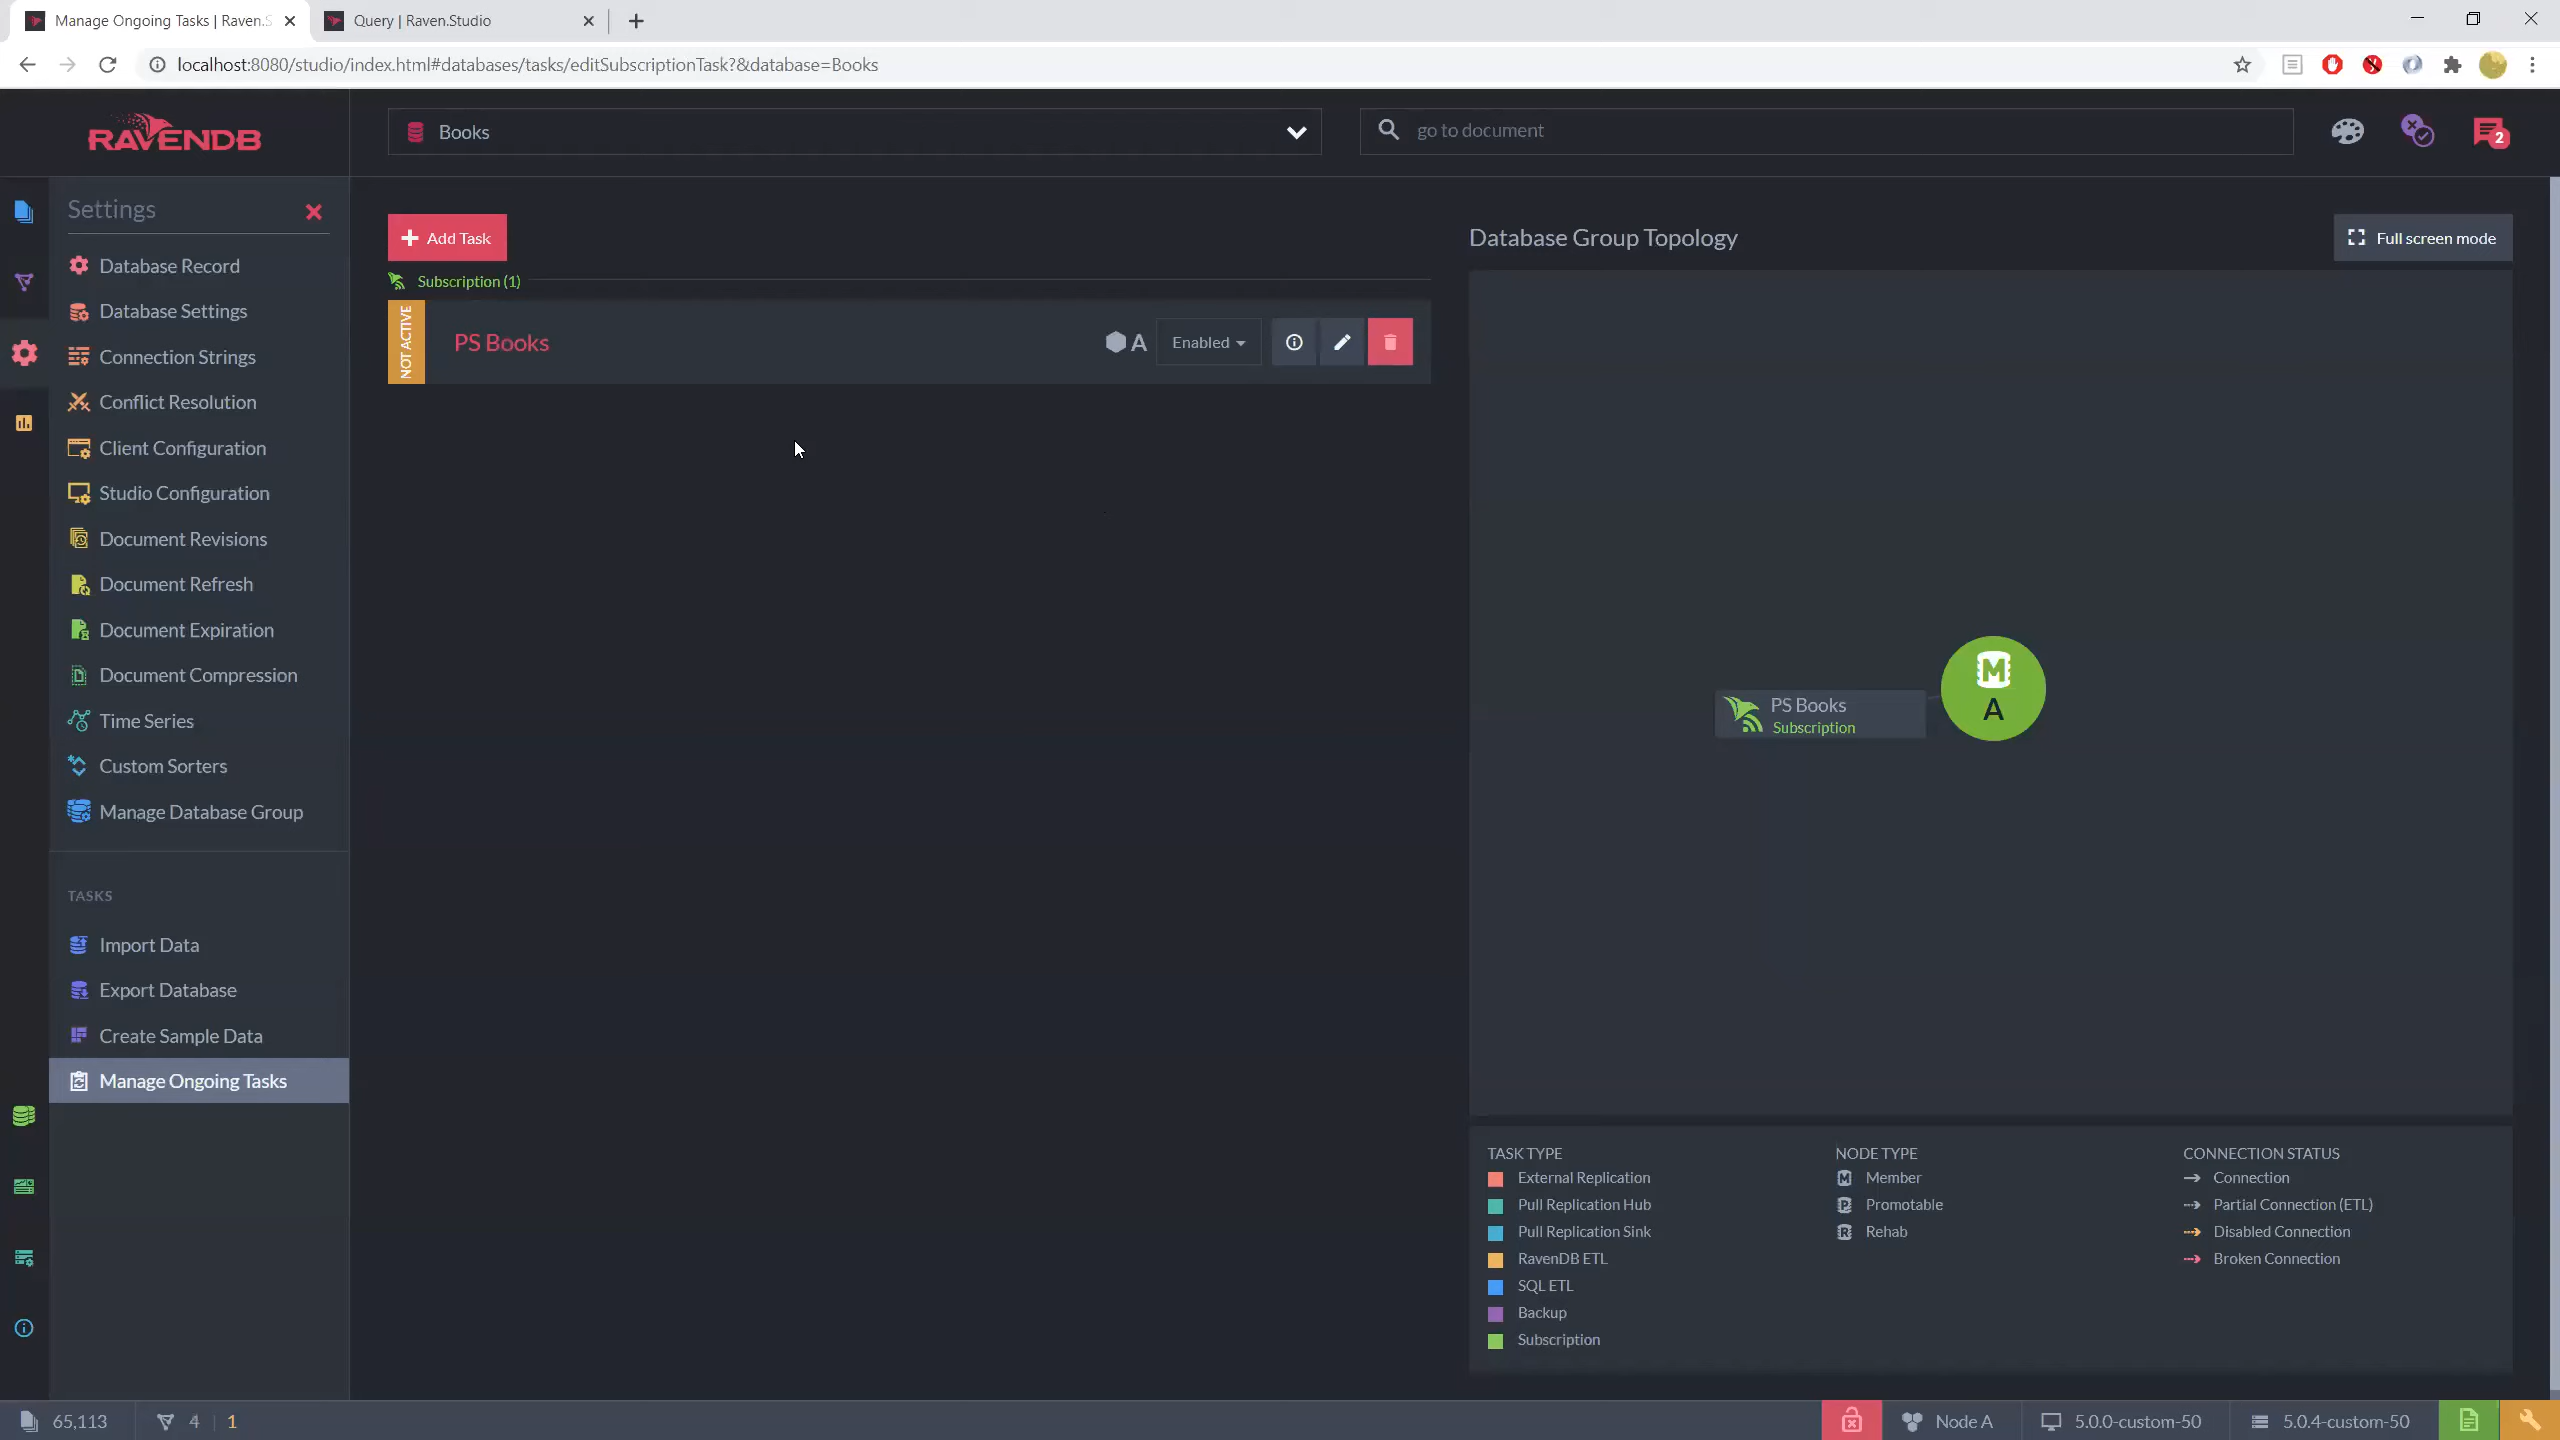 Manage Ongoing Tasks | Raven.S
Query | Raven.Studio
localhost:8080/studio/index.html#databases/tasks/editSubscriptionTask?&database=Books
RAVENDB
Books
go to document
2
Settings
Database Record
Database Settings
Connection Strings
Conflict Resolution
Client Configuration
Studio Configuration
Document Revisions
Document Refresh
Document Expiration
Document Compression
Time Series
Custom Sorters
Manage Database Group
TASKS
Import Data
Export Database
Create Sample Data
Manage Ongoing Tasks
Add Task
Subscription (1)
NOT ACTIVE
PS Books
A
Enabled
Database Group Topology
Full screen mode
PS Books
Subscription
M
A
TASK TYPE
External Replication
Pull Replication Hub
Pull Replication Sink
RavenDB ETL
SQL ETL
Backup
Subscription
NODE TYPE
M Member
P Promotable
R Rehab
CONNECTION STATUS
Connection
Partial Connection (ETL)
Disabled Connection
Broken Connection
65,113
4
1
Node A
5.0.0-custom-50
5.0.4-custom-50